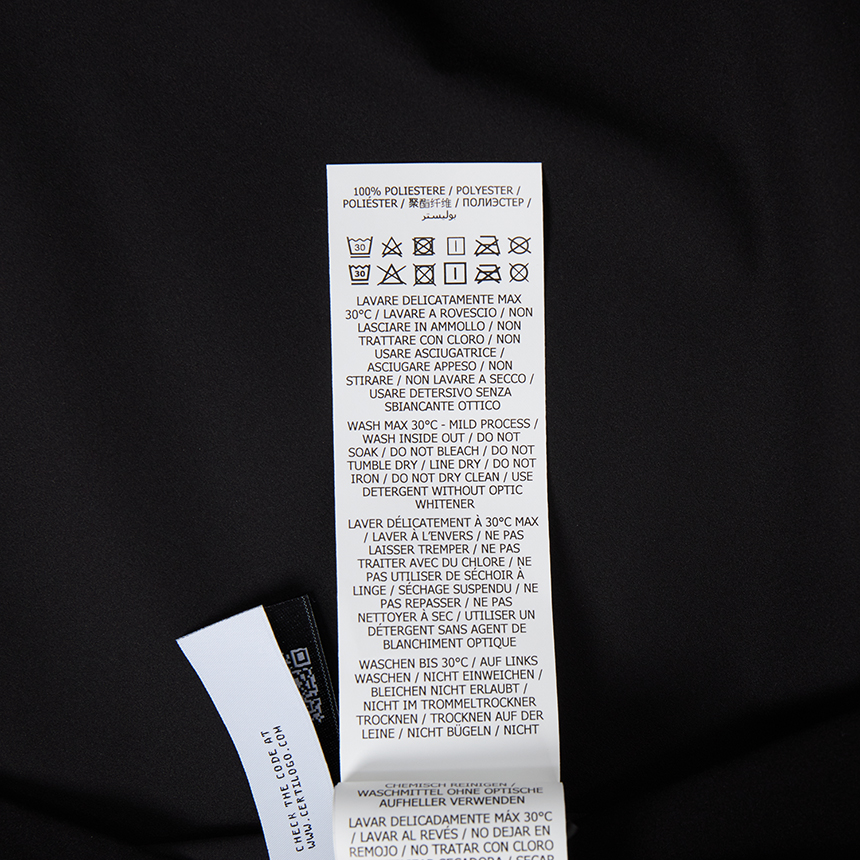 100% POLIESTERE / POLYESTER /
POLIÉSTER / 聚酯纤维 / ПОЛИЭСТЕР /
بوليستر
30
30
LAVARE DELICATAMENTE MAX
30°C / LAVARE A ROVESCIO / NON
LASCIARE IN AMMOLLO / NON
TRATTARE CON CLORO / NON
USARE ASCIUGATRICE /
ASCIUGARE APPESO / NON
STIRARE / NON LAVARE A SECCO /
USARE DETERSIVO SENZA
SBIANCANTE OTTICO
WASH MAX 30°C - MILD PROCESS /
WASH INSIDE OUT / DO NOT
SOAK / DO NOT BLEACH / DO NOT
TUMBLE DRY / LINE DRY / DO NOT
IRON / DO NOT DRY CLEAN / USE
DETERGENT WITHOUT OPTIC
WHITENER
LAVER DÉLICATEMENT À 30°C MAX
/ LAVER À L'ENVERS / NE PAS
LAISSER TREMPER / NE PAS
TRAITER AVEC DU CHLORE / NE
PAS UTILISER DE SÉCHOIR À
LINGE / SÉCHAGE SUSPENDU / NE
PAS REPASSER / NE PAS
NETTOYER À SEC / UTILISER UN
DÉTERGENT SANS AGENT DE
BLANCHIMENT OPTIQUE
WASCHEN BIS 30°C / AUF LINKS
WASCHEN / NICHT EINWEICHEN /
BLEICHEN NICHT ERLAUBT /
NICHT IM TROMMELTROCKNER
TROCKNEN / TROCKNEN AUF DER
LEINE / NICHT BÜGELN / NICHT
CHEMISCH REINIGEN /
WASCHMITTEL OHNE OPTISCHE
AUFHELLER VERWENDEN
LAVAR DELICADAMENTE MÁX 30°C
/ LAVAR AL REVÉS / NO DEJAR EN
REMOJO / NO TRATAR CON CLORO
SECADORA / SECAR
CHECK THE CODE AT
WWW.CERTILOGO.COM